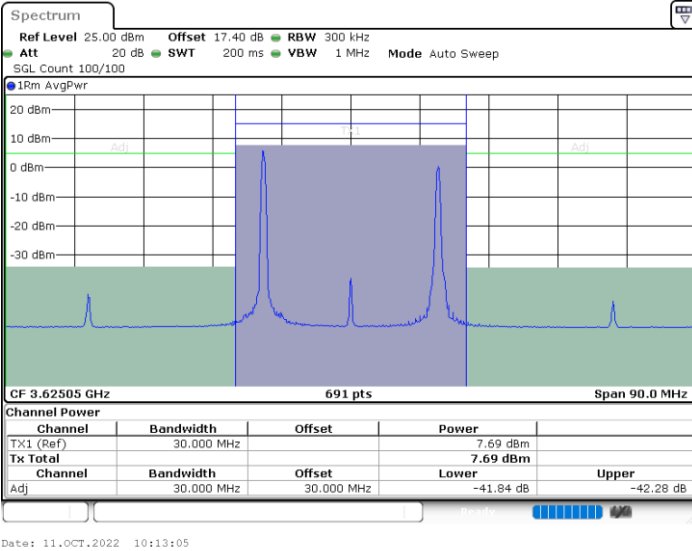 Spectrum
Ref Level 25.00 dBm Offset 17.40 dB RBW 300 kHz
Att 20 dB SWT 200 ms VBW 1 MHz Mode Auto Sweep
SGL Count 100/100
1Rm AvgPwr
20 dBm
TX1
10 dBm
Adj Adj
0 dBm
-10 dBm
-20 dBm
-30 dBm
CF 3.62505 GHz 691 pts Span 90.0 MHz
Channel Power
Channel Bandwidth Offset Power
TX1 (Ref) 30.000 MHz 7.69 dBm
Tx Total 7.69 dBm
Channel Bandwidth Offset Lower Upper
Adj 30.000 MHz 30.000 MHz -41.84 dB -42.28 dB
Ready
Date: 11.OCT.2022 10:13:05